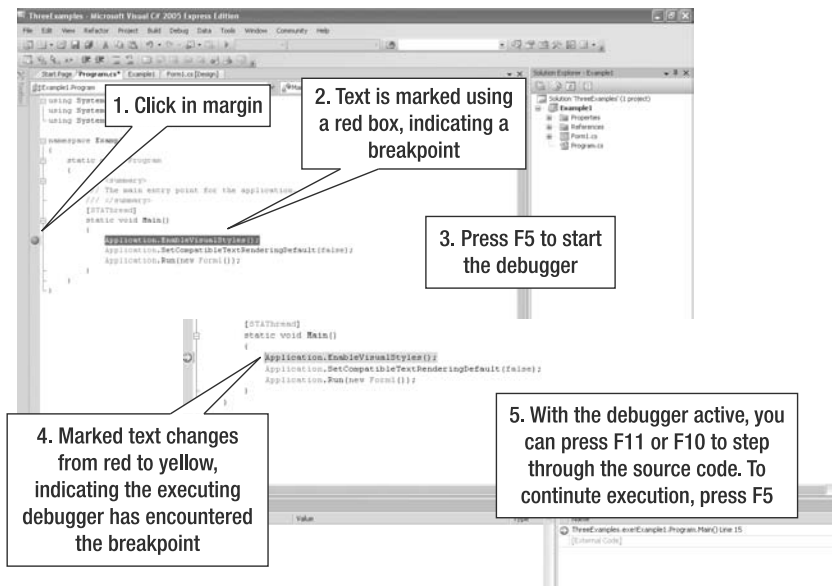 ThreeExamples - Microsoft Visual C# 2005 Express Edition
File Edit View Refactor Project Build Debug Data Tools Window Community Help
Start Page Program.cs* Example1 Form1.cs [Design]
Example1.Program
Solution Explorer - Example1
Solution 'ThreeExamples' (1 project)
Example1
Properties
References
Form1.cs
Program.cs
using System
using System
using System
1. Click in margin
2. Text is marked using
a red box, indicating a
breakpoint
namespace
static Program
{
summary>
/// The main entry point for the application
/// </summary>
[STAThread]
static void Main()
{
Application.EnableVisualStyles();
Application.SetCompatibleTextRenderingDefault(false);
Application.Run(new Form1());
}
}
}
3. Press F5 to start
the debugger
[STAThread]
static void Main()
{
Application.EnableVisualStyles();
Application.SetCompatibleTextRenderingDefault(false);
Application.Run(new Form1());
}
}
4. Marked text changes
from red to yellow,
indicating the executing
debugger has encountered
the breakpoint
5. With the debugger active, you
can press F11 or F10 to step
through the source code. To
continute execution, press F5
Value
Type
Name
ThreeExamples.exe!Example1.Program.Main() Line 15
[External Code]